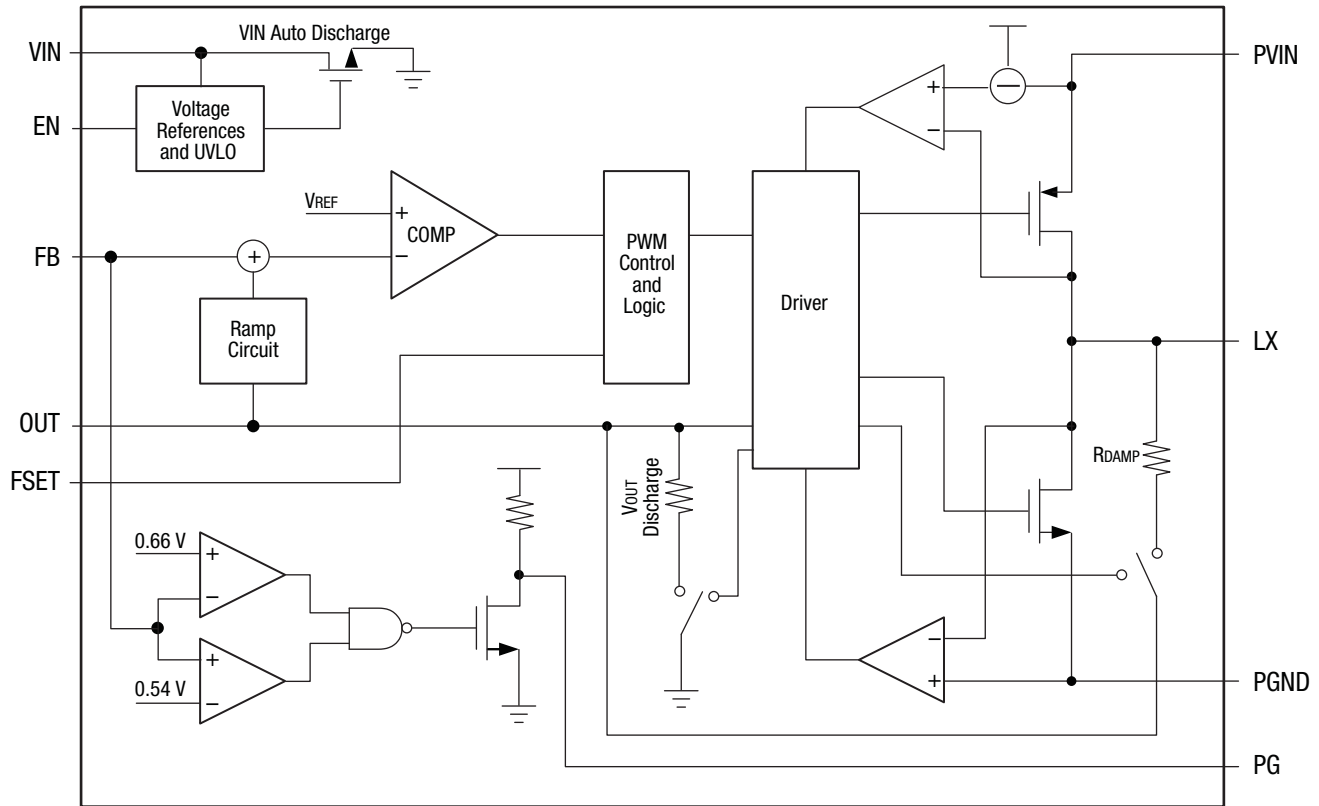 VIN Auto Discharge
VIN
PVIN
Voltage
References
and UVLO
EN
+
−
−
VREF
+
COMP
−
PWM
Control
and
Logic
Driver
FB
+
Ramp
Circuit
LX
OUT
FSET
VOUT
Discharge
RDAMP
0.66 V
+
−
+
0.54 V
−
−
+
PGND
PG